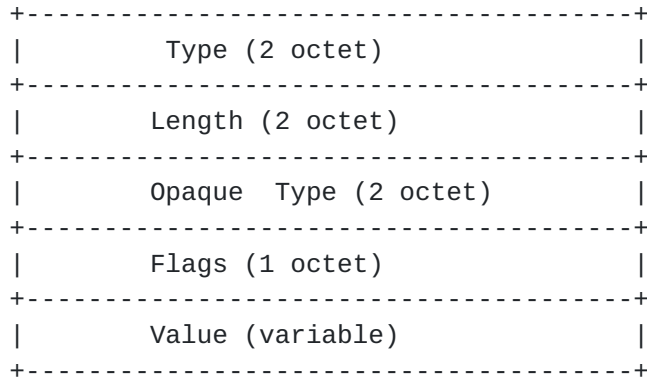 +---------------------------------------+
|         Type (2 octet)                |
+---------------------------------------+
|        Length (2 octet)               |
+---------------------------------------+
|        Opaque  Type (2 octet)         |
+---------------------------------------+
|        Flags (1 octet)                |
+---------------------------------------+
|        Value (variable)               |
+---------------------------------------+